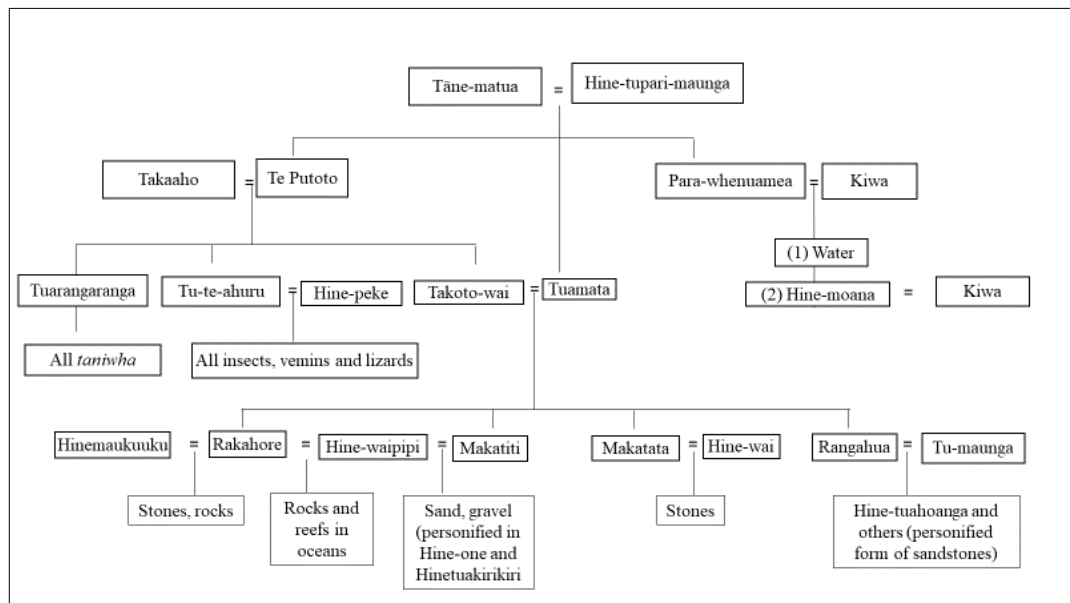 Tāne-matua = Hine-tupari-maunga
Takaaho = Te Putoto
Para-whenuamea = Kiwa
(1) Water
Tuarangaranga
Tu-te-ahuru = Hine-peke
Takoto-wai = Tuamata
(2) Hine-moana = Kiwa
All taniwha
All insects, vemins and lizards
Hinemaukuuku = Rakahore = Hine-waipipi = Makatiti
Makatata = Hine-wai
Rangahua = Tu-maunga
Stones, rocks
Rocks and
reefs in
oceans
Sand, gravel
(personified in
Hine-one and
Hinetuakirikiri
Stones
Hine-tuahoanga and
others (personified
form of sandstones)